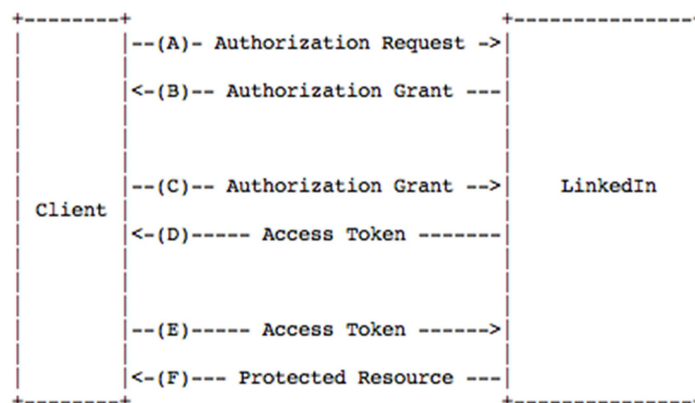 --(A)- Authorization Request ->
<-(B)-- Authorization Grant ---
--(C)-- Authorization Grant --> LinkedIn
Client
<-(D)----- Access Token -------
--(E)----- Access Token ------>
<-(F)--- Protected Resource ---